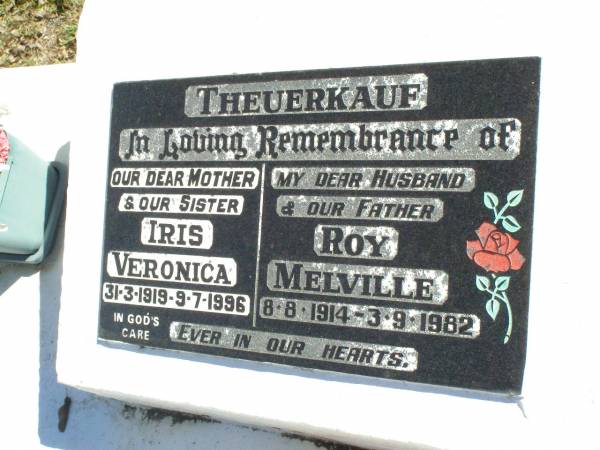 THEUERKAUF
In Loving Remembrance of
OUR DEAR MOTHER
& OUR SISTER
IRIS
VERONICA
31-3-1919-9-7-1996
IN GOD'S
CARE
MY DEAR HUSBAND
& OUR FATHER
ROY
MELVILLE
8-8-1914-3-9-1982
EVER IN OUR HEARTS.